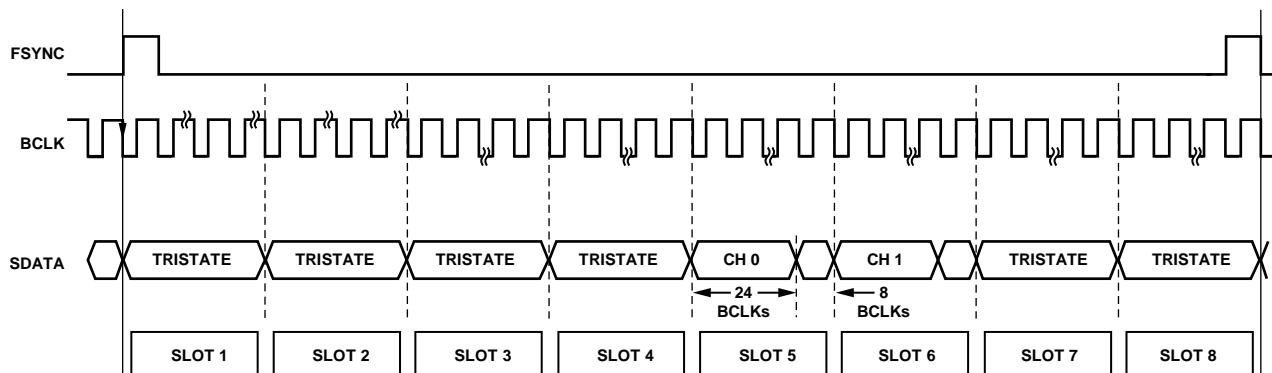 FSYNC
BCLK
SDATA
TRISTATE TRISTATE TRISTATE TRISTATE CH 0 CH 1 TRISTATE TRISTATE
24 BCLKs
8 BCLKs
SLOT 1 SLOT 2 SLOT 3 SLOT 4 SLOT 5 SLOT 6 SLOT 7 SLOT 8